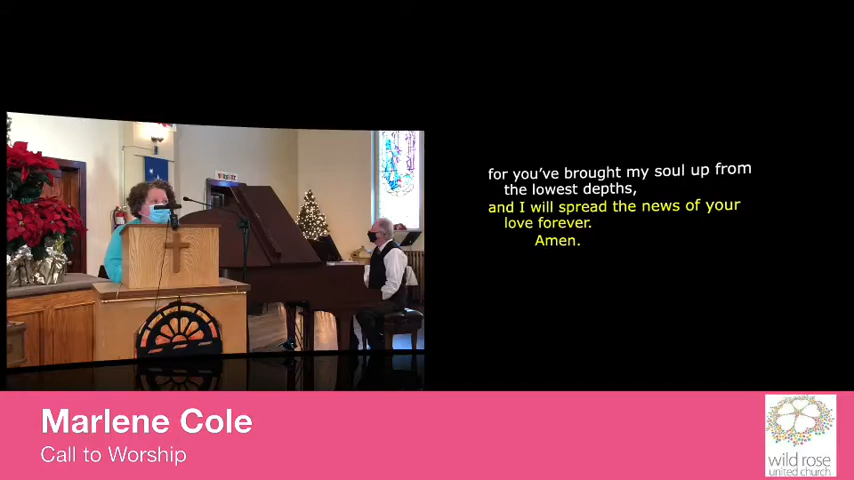 for you've brought my soul up from
the lowest depths,
and I will spread the news of your
love forever.
Amen.
Marlene Cole
Call to Worship
wild rose
united church